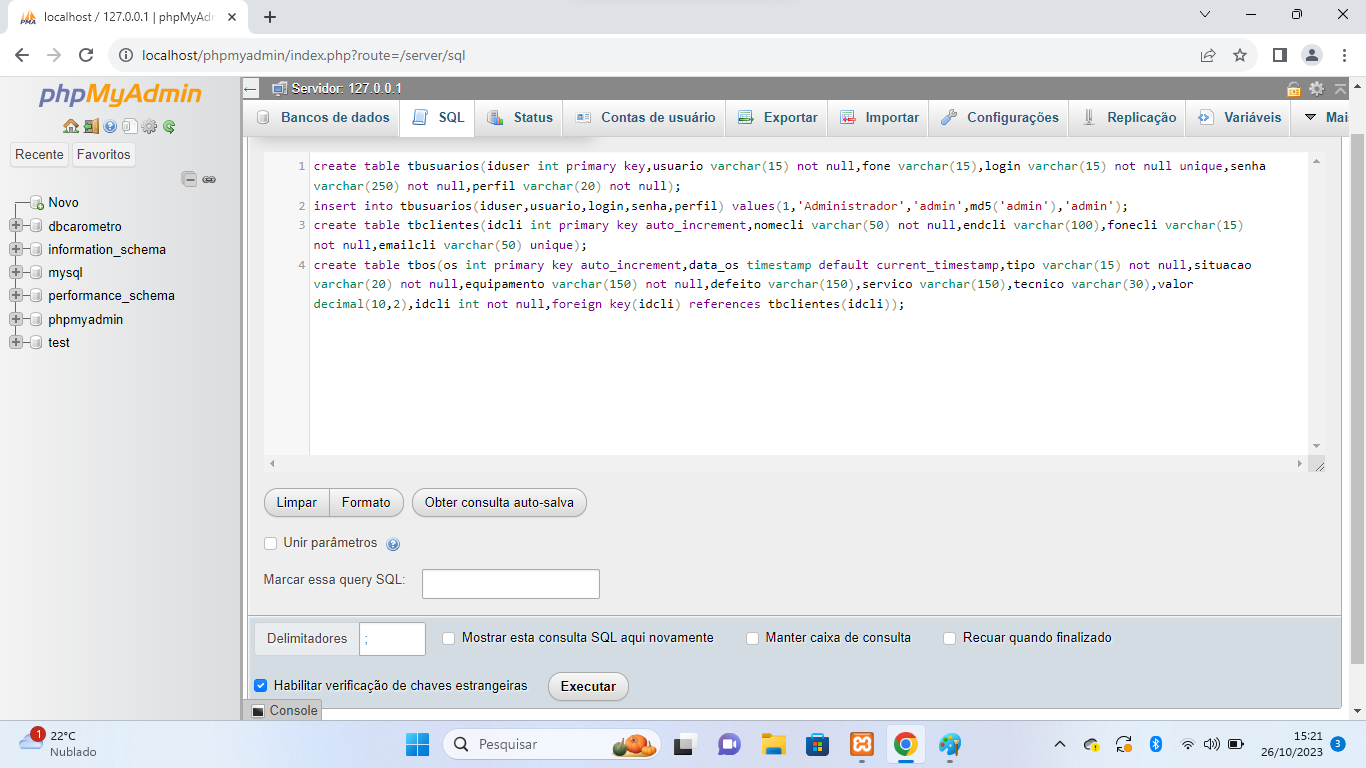 localhost / 127.0.0.1 | phpMyAdm
localhost/phpmyadmin/index.php?route=/server/sql
phpMyAdmin
Recente
Favoritos
Novo
dbcarometro
information_schema
mysql
performance_schema
phpmyadmin
test
Servidor: 127.0.0.1
Bancos de dados
SQL
Status
Contas de usuário
Exportar
Importar
Configurações
Replicação
Variáveis
Mais
1 create table tbusuarios(iduser int primary key,usuario varchar(15) not null,fone varchar(15),login varchar(15) not null unique,senha
varchar(250) not null,perfil varchar(20) not null);
2 insert into tbusuarios(iduser,usuario,login,senha,perfil) values(1,'Administrador','admin',md5('admin'),'admin');
3 create table tbclientes(idcli int primary key auto_increment,nomecli varchar(50) not null,endcli varchar(100),fonecli varchar(15)
not null,emailcli varchar(50) unique);
4 create table tbos(os int primary key auto_increment,data_os timestamp default current_timestamp,tipo varchar(15) not null,situacao
varchar(20) not null,equipamento varchar(150) not null,defeito varchar(150),servico varchar(150),tecnico varchar(30),valor
decimal(10,2),idcli int not null,foreign key(idcli) references tbclientes(idcli));
Limpar
Formato
Obter consulta auto-salva
Unir parâmetros
Marcar essa query SQL:
Delimitadores
;
Mostrar esta consulta SQL aqui novamente
Manter caixa de consulta
Recuar quando finalizado
Habilitar verificação de chaves estrangeiras
Executar
Console
1
22°C
Nublado
Pesquisar
15:21
26/10/2023
3